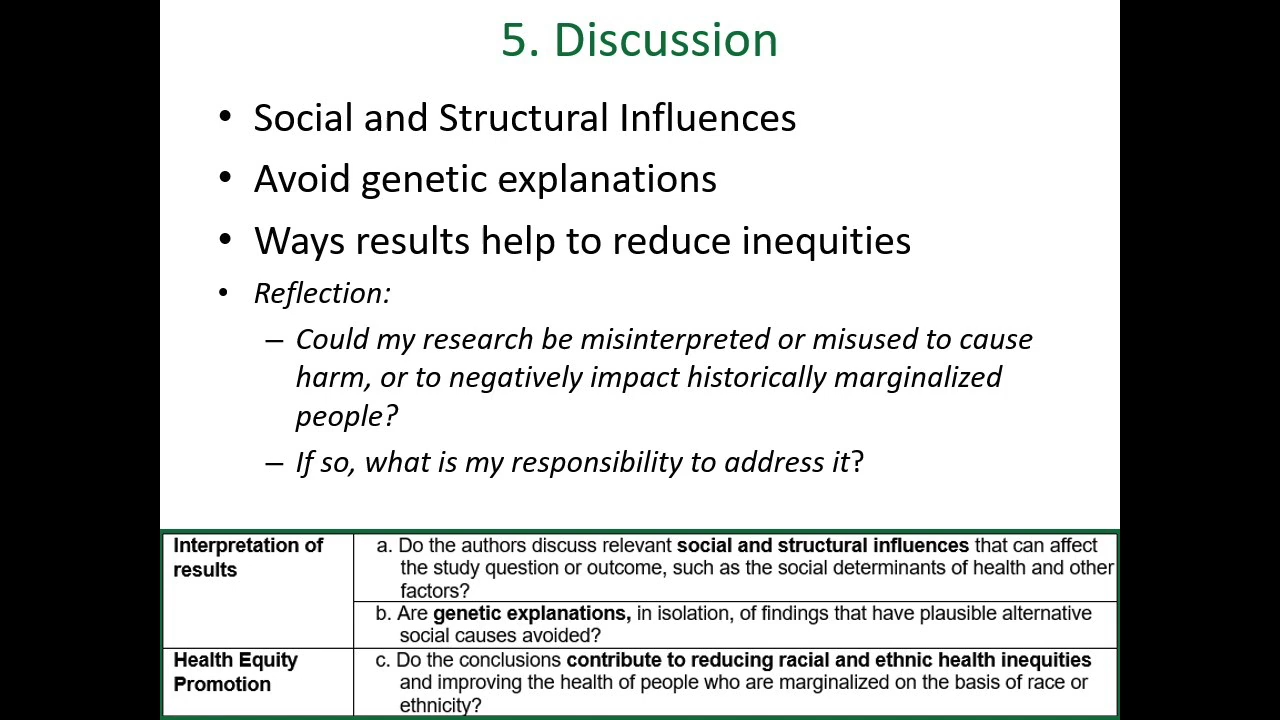 5. Discussion
• Social and Structural Influences
• Avoid genetic explanations
• Ways results help to reduce inequities
• Reflection:
– Could my research be misinterpreted or misused to cause
harm, or to negatively impact historically marginalized
people?
– If so, what is my responsibility to address it?
Interpretation of
results
a. Do the authors discuss relevant social and structural influences that can affect
the study question or outcome, such as the social determinants of health and other
factors?
b. Are genetic explanations, in isolation, of findings that have plausible alternative
social causes avoided?
Health Equity
Promotion
c. Do the conclusions contribute to reducing racial and ethnic health inequities
and improving the health of people who are marginalized on the basis of race or
ethnicity?